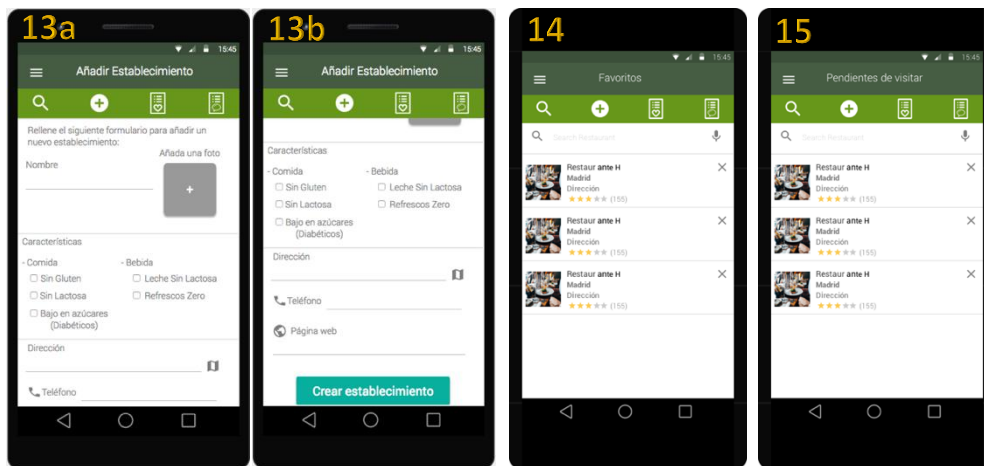 13a
15:45
Añadir Establecimiento
Rellene el siguiente formulario para añadir un
nuevo establecimiento:
Añada una foto
Nombre
+
Características
- Comida
- Bebida
Sin Gluten
Leche Sin Lactosa
Sin Lactosa
Refrescos Zero
Bajo en azúcares
(Diabéticos)
Dirección
Teléfono
13b
15:45
Añadir Establecimiento
Características
- Comida
- Bebida
Sin Gluten
Leche Sin Lactosa
Sin Lactosa
Refrescos Zero
Bajo en azúcares
(Diabéticos)
Dirección
Teléfono
Página web
Crear establecimiento
14
15:45
Favoritos
Search Restaurant
Restaur ante H
Madrid
Dirección
(155)
Restaur ante H
Madrid
Dirección
(155)
Restaur ante H
Madrid
Dirección
(155)
15
15:45
Pendientes de visitar
Search Restaurant
Restaur ante H
Madrid
Dirección
(155)
Restaur ante H
Madrid
Dirección
(155)
Restaur ante H
Madrid
Dirección
(155)